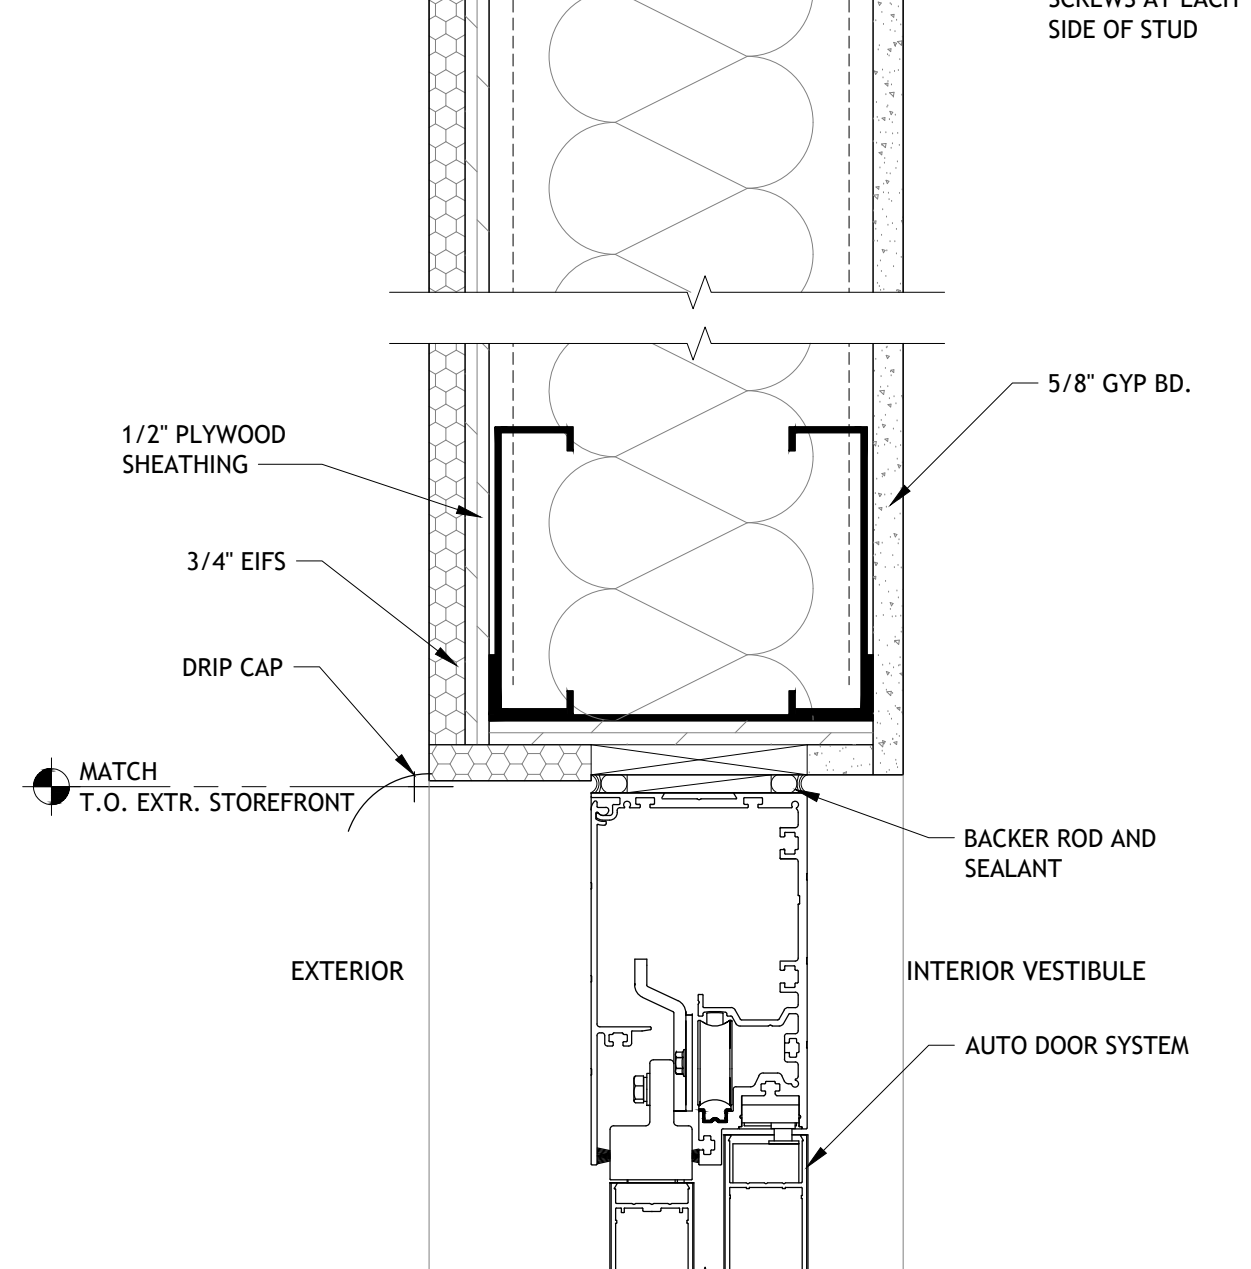 SCREWS AT EACH
SIDE OF STUD
5/8" GYP BD.
1/2" PLYWOOD
SHEATHING
3/4" EIFS
DRIP CAP
MATCH
T.O. EXTR. STOREFRONT
BACKER ROD AND
SEALANT
EXTERIOR
INTERIOR VESTIBULE
AUTO DOOR SYSTEM